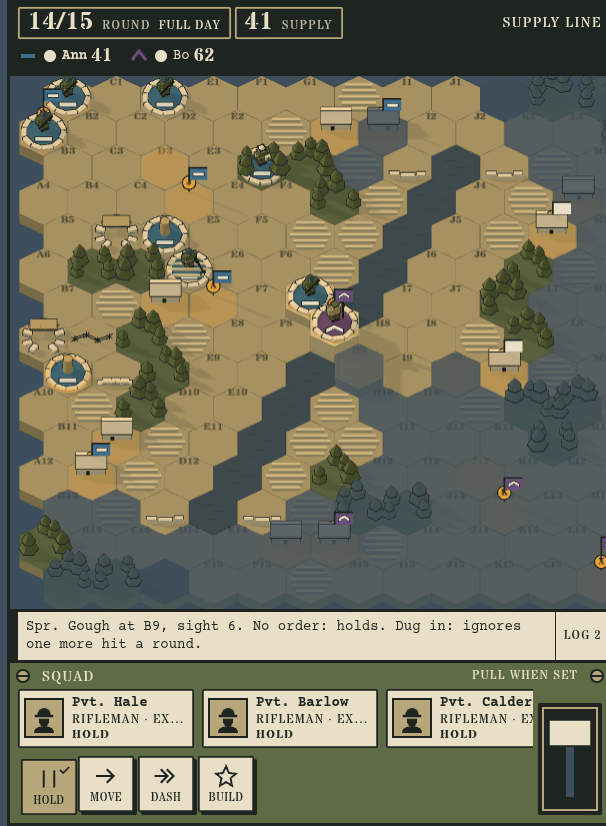 14/15 ROUND FULL DAY
41 SUPPLY
SUPPLY LINE
Ann 41
Bo 62
C1 E1 F1 G1 I1 J1
B2 C2 D2 E2 I2 J2
B3 C3 D3 E3
A4 B4 C4 E4 F4 J4
B5 E5 F5 J5
A6 E6 F6 I6 J6
B7 F7 I7 J7
E8 F8 H8 I8
E9 F9 I9
A10 D10 E10
B11 E11
A12 D12
Spr. Gough at B9, sight 6. No order: holds. Dug in: ignores
one more hit a round.
LOG 2
SQUAD
PULL WHEN SET
Pvt. Hale
RIFLEMAN · EX...
HOLD
Pvt. Barlow
RIFLEMAN · EX...
HOLD
Pvt. Calder
RIFLEMAN · EX
HOLD
HOLD
MOVE
DASH
BUILD